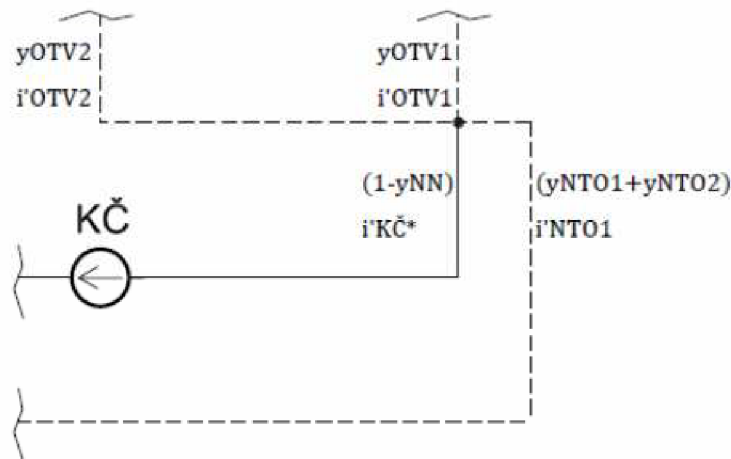 yOTV2
i'OTV2
yOTV1
i'OTV1
(1-yNN)
i'KČ*
(yNTO1+yNTO2)
i'NTO1
KČ